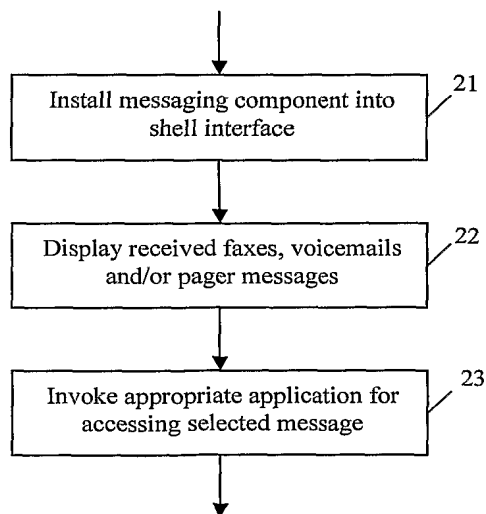 Install messaging component into
shell interface
21
Display received faxes, voicemails
and/or pager messages
22
Invoke appropriate application for
accessing selected message
23